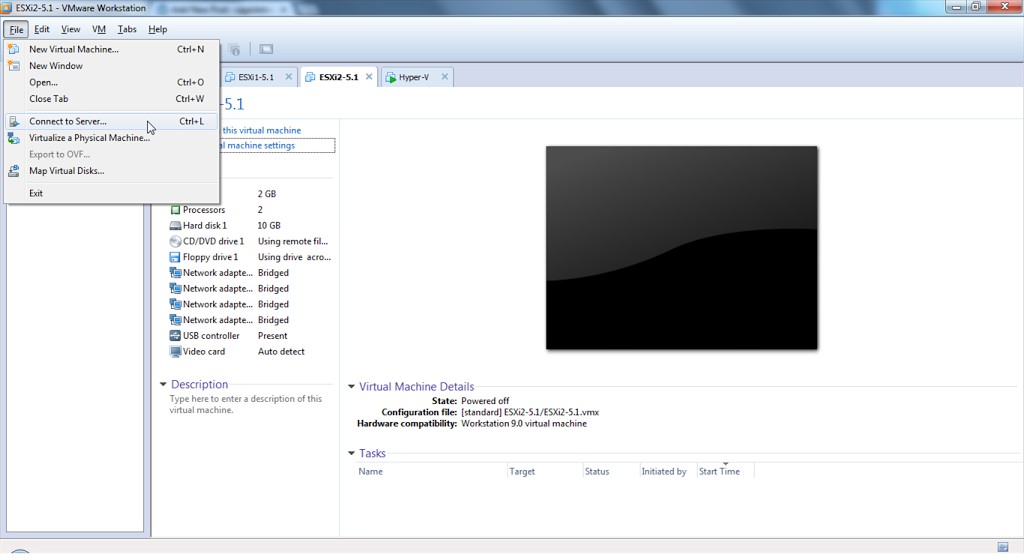 ESXi2-5.1 - VMware Workstation
File Edit View VM Tabs Help
New Virtual Machine... Ctrl+N
New Window
Open... Ctrl+O
Close Tab Ctrl+W
Connect to Server... Ctrl+L
Virtualize a Physical Machine...
Export to OVF...
Map Virtual Disks...
Exit
ESXi1-5.1 ESXi2-5.1 Hyper-V
-5.1
this virtual machine
machine settings
2 GB
Processors 2
Hard disk 1 10 GB
CD/DVD drive 1 Using remote fil...
Floppy drive 1 Using drive acro...
Network adapte... Bridged
Network adapte... Bridged
Network adapte... Bridged
Network adapte... Bridged
USB controller Present
Video card Auto detect
Description
Type here to enter a description of this
virtual machine.
Virtual Machine Details
State: Powered off
Configuration file: [standard] ESXi2-5.1/ESXi2-5.1.vmx
Hardware compatibility: Workstation 9.0 virtual machine
Tasks
Name Target Status Initiated by Start Time